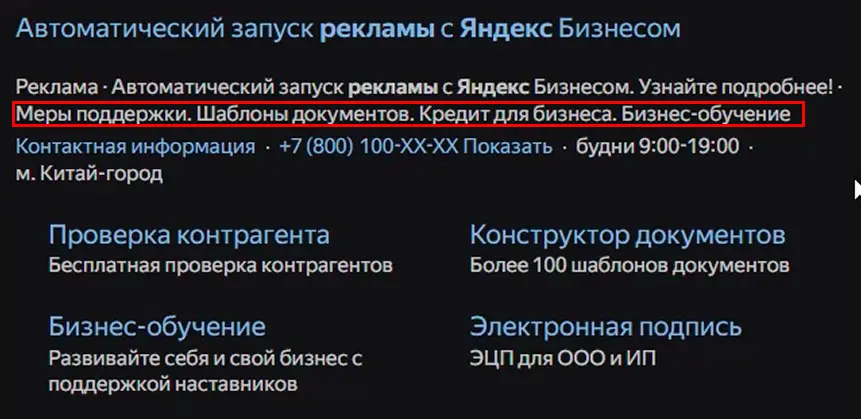 Автоматический запуск рекламы с Яндекс Бизнесом
Реклама · Автоматический запуск рекламы с Яндекс Бизнесом. Узнайте подробнее! ·
Меры поддержки. Шаблоны документов. Кредит для бизнеса. Бизнес-обучение
Контактная информация · +7 (800) 100-XX-XX Показать · будни 9:00-19:00 ·
м. Китай-город
Проверка контрагента
Бесплатная проверка контрагентов
Конструктор документов
Более 100 шаблонов документов
Бизнес-обучение
Развивайте себя и свой бизнес с
поддержкой наставников
Электронная подпись
ЭЦП для ООО и ИП